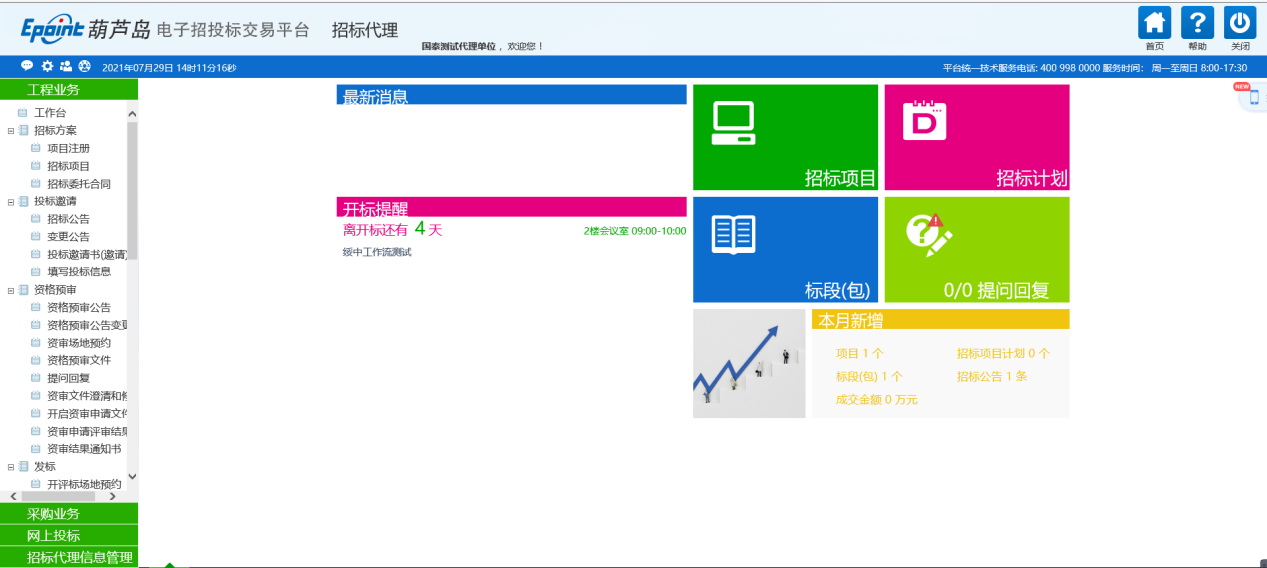 Epoint 葫芦岛 电子招投标交易平台 招标代理
国泰测试代理单位，欢迎您！
首页 帮助 关闭
2021年07月29日 14时11分16秒
平台统一技术服务电话: 400 998 0000 服务时间： 周一至周日 8:00-17:30
NEW
工程业务
工作台
招标方案
项目注册
招标项目
招标委托合同
投标邀请
招标公告
变更公告
投标邀请书(邀请)
填写投标信息
资格预审
资格预审公告
资格预审公告变更
资审场地预约
资格预审文件
提问回复
资审文件澄清和修
开启资审申请文件
资审申请评审结果
资审结果通知书
发标
开评标场地预约
采购业务
网上投标
招标代理信息管理
最新消息
开标提醒
离开标还有 4 天
2楼会议室 09:00-10:00
绥中工作流测试
招标项目
D
招标计划
标段(包)
0/0 提问回复
本月新增
项目 1 个
招标项目计划 0 个
标段(包) 1 个
招标公告 1 条
成交金额 0 万元